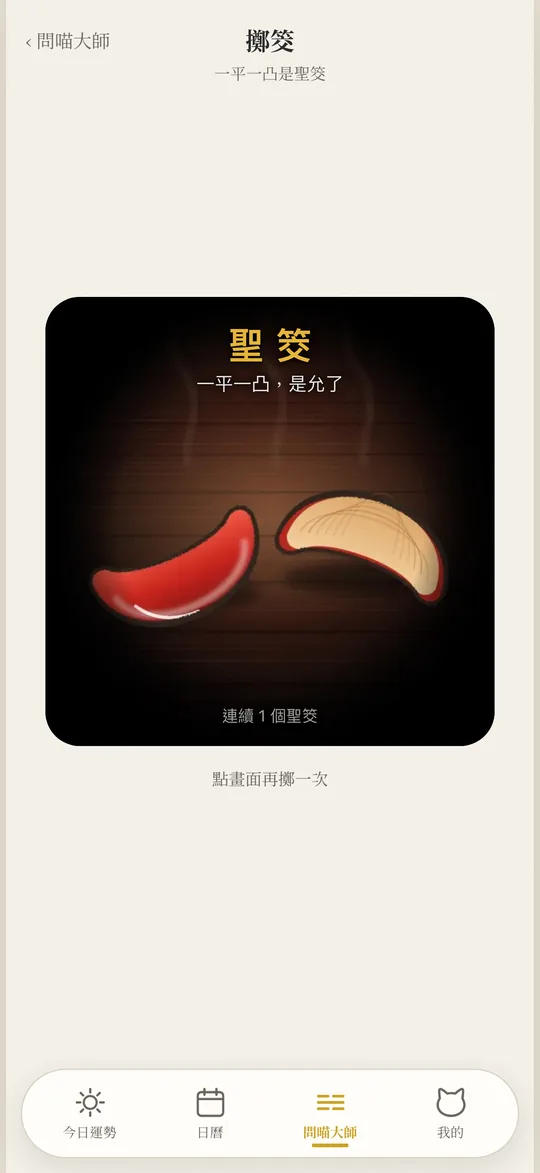 ‹ 問喵大師
擲筊
一平一凸是聖筊
聖筊
一平一凸，是允了
連續 1 個聖筊
點畫面再擲一次
今日運勢
日曆
問喵大師
我的